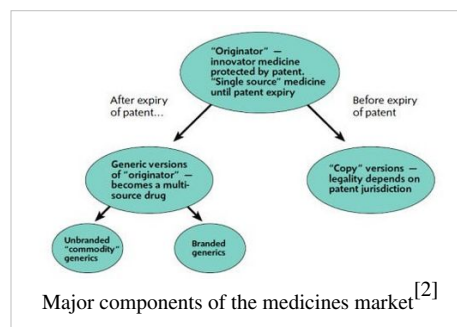 "Originator" —
innovator medicine
protected by patent.
"Single source" medicine
until patent expiry
After expiry
of patent...
Before expiry
of patent
Generic versions
of "originator" —
becomes a multi-
source drug
"Copy" versions —
legality depends on
patent jurisdiction
Unbranded
"commodity"
generics
Branded
generics
Major components of the medicines market[2]